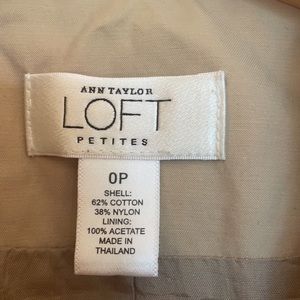 ANN TAYLOR
LOFT
PETITES
0P
SHELL:
62% COTTON
38% NYLON
LINING:
100% ACETATE
MADE IN
THAILAND